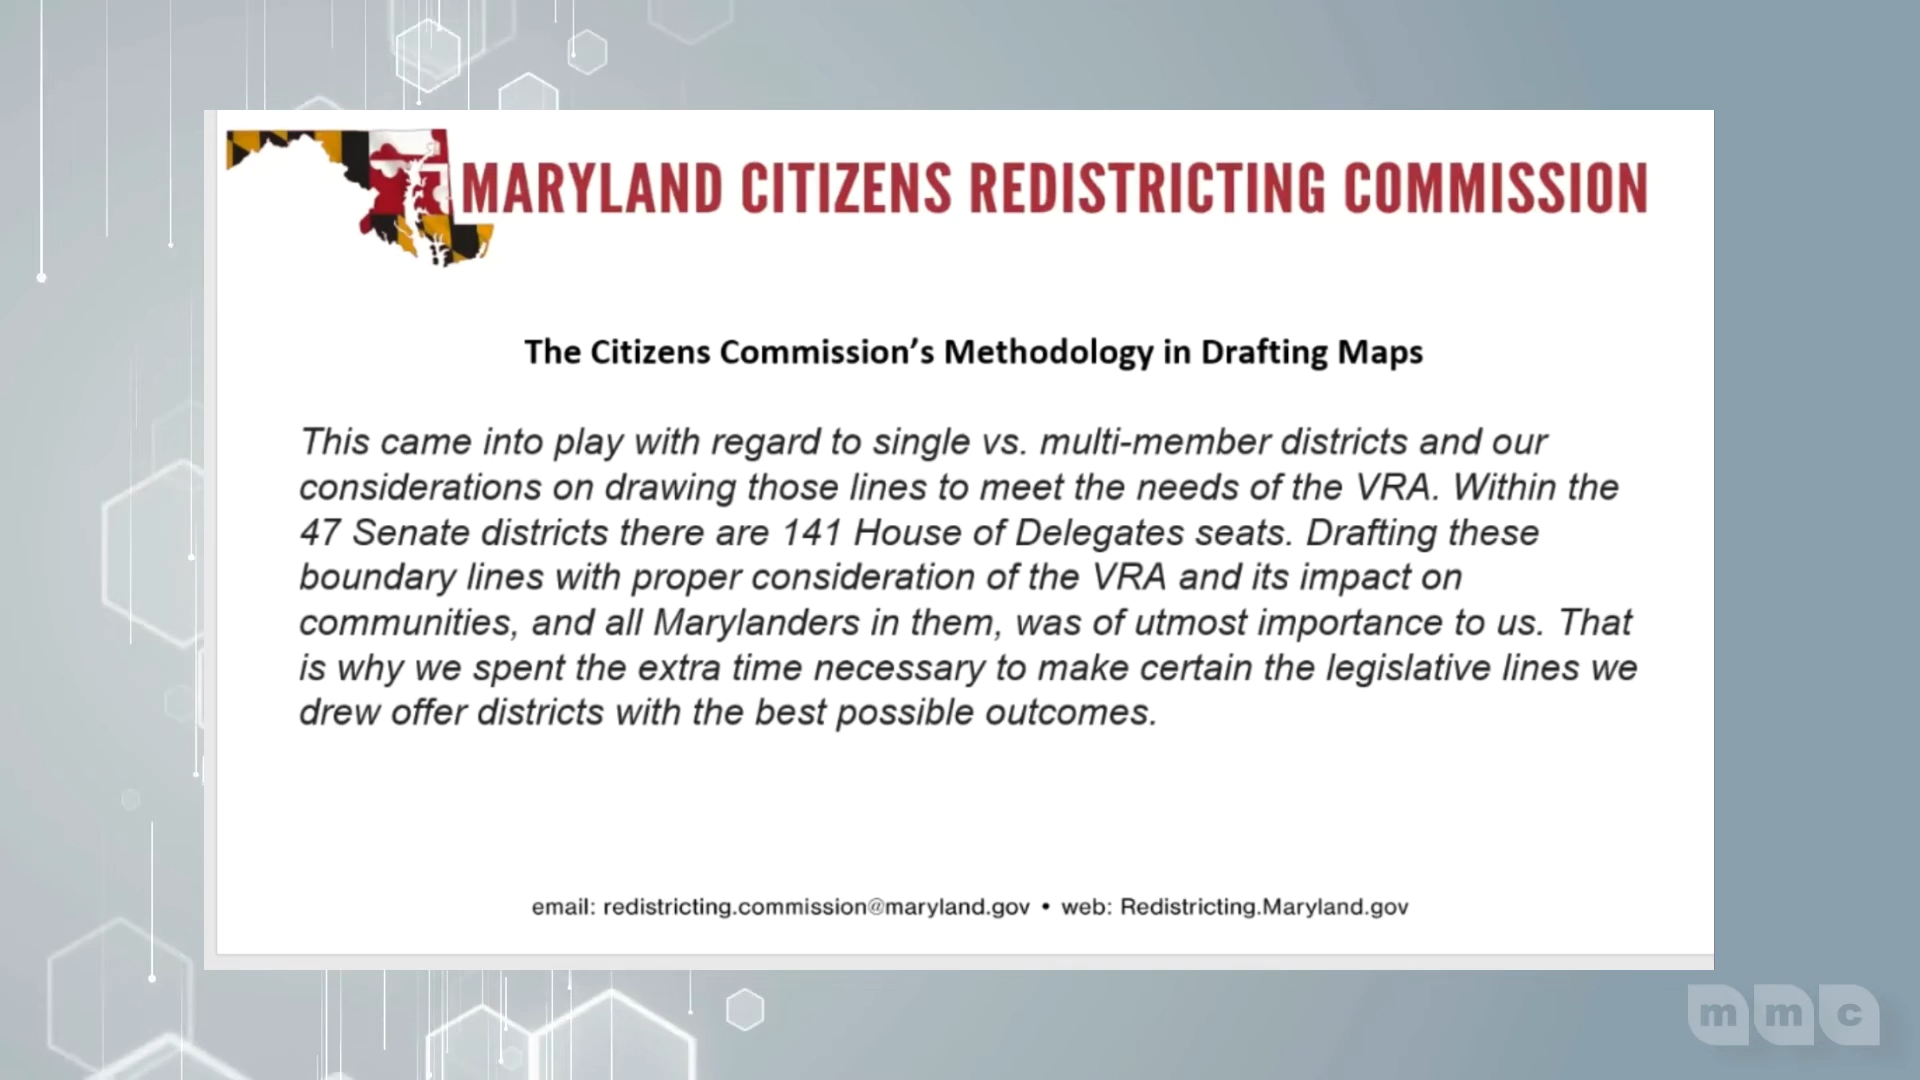 MARYLAND CITIZENS REDISTRICTING COMMISSION
The Citizens Commission’s Methodology in Drafting Maps
This came into play with regard to single vs. multi-member districts and our
considerations on drawing those lines to meet the needs of the VRA. Within the
47 Senate districts there are 141 House of Delegates seats. Drafting these
boundary lines with proper consideration of the VRA and its impact on
communities, and all Marylanders in them, was of utmost importance to us. That
is why we spent the extra time necessary to make certain the legislative lines we
drew offer districts with the best possible outcomes.
email: redistricting.commission@maryland.gov • web: Redistricting.Maryland.gov
mmc